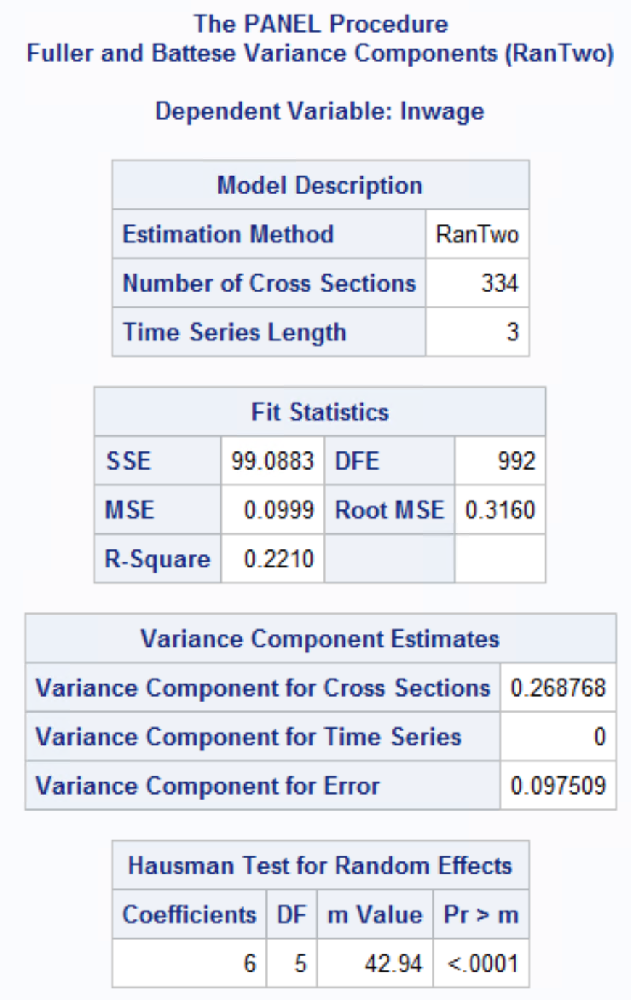 The PANEL Procedure
Fuller and Battese Variance Components (RanTwo)
Dependent Variable: lnwage
Model Description
Estimation Method RanTwo
Number of Cross Sections 334
Time Series Length 3
Fit Statistics
SSE 99.0883 DFE 992
MSE 0.0999 Root MSE 0.3160
R-Square 0.2210
Variance Component Estimates
Variance Component for Cross Sections 0.268768
Variance Component for Time Series 0
Variance Component for Error 0.097509
Hausman Test for Random Effects
Coefficients DF m Value Pr > m
6 5 42.94 <.0001